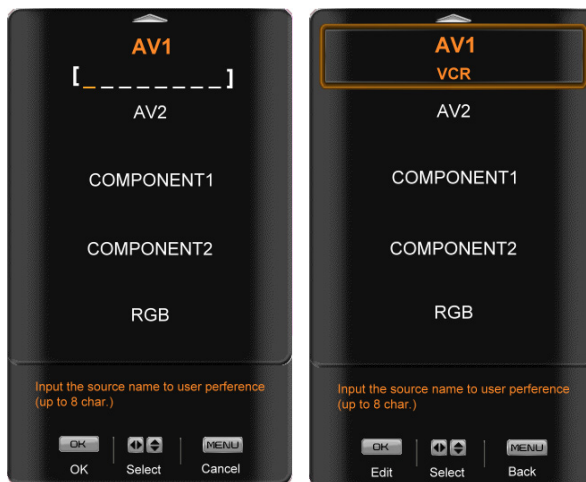 AV1
[_ _ _ _ _ _ _ _]
AV2
COMPONENT1
COMPONENT2
RGB
Input the source name to user perference
(up to 8 char.)
OK MENU
OK Select Cancel
AV1
VCR
AV2
COMPONENT1
COMPONENT2
RGB
Input the source name to user perference
(up to 8 char.)
OK MENU
Edit Select Back